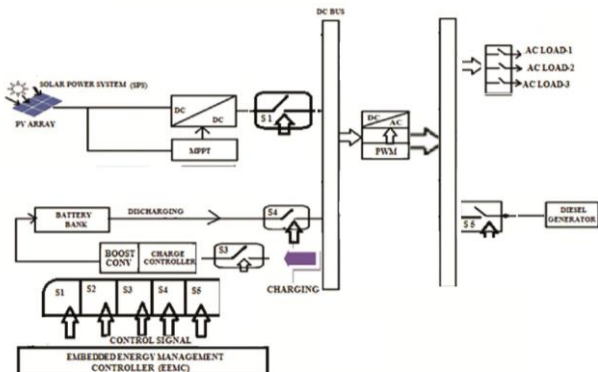 DC BUS
SOLAR POWER SYSTEM (SPS)
PV ARRAY
DC
DC
S1
MPPT
DC
AC
PWM
AC LOAD-1
AC LOAD-2
AC LOAD-3
BATTERY
BANK
DISCHARGING
S4
S5
DIESEL
GENERATOR
BOOST
CONV
CHARGE
CONTROLLER
S3
CHARGING
S1 S2 S3 S4 S5
CONTROL SIGNAL
EMBEDDED ENERGY MANAGEMENT
CONTROLLER (EEMC)